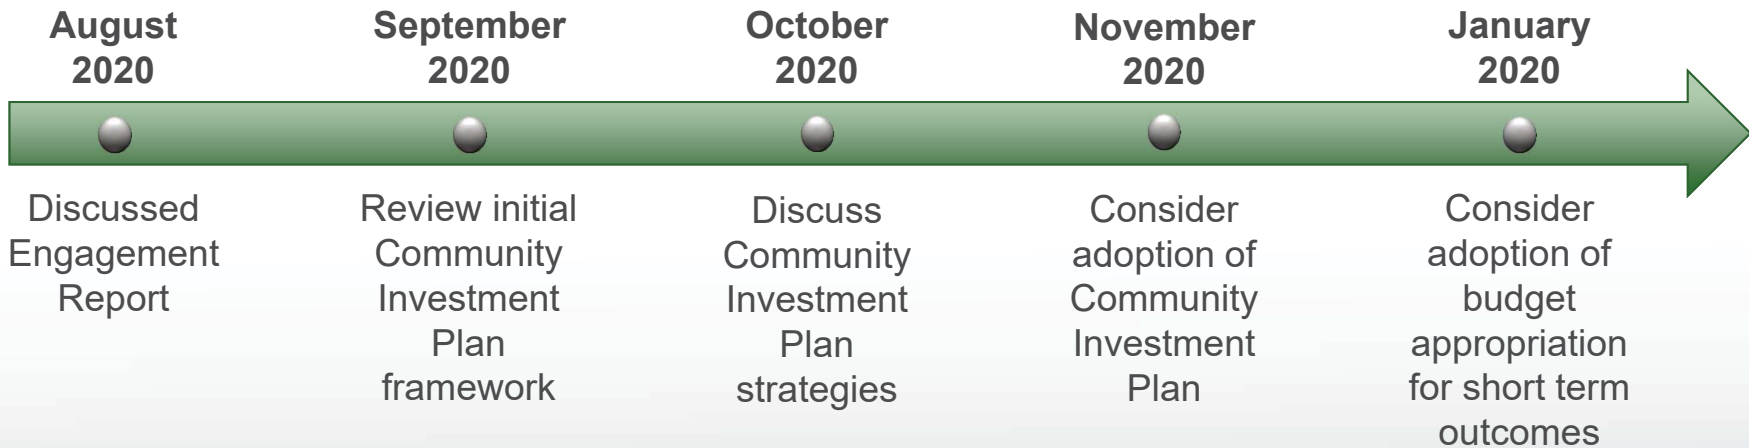 August
2020
September
2020
October
2020
November
2020
January
2020
Discussed
Engagement
Report
Review initial
Community
Investment
Plan
framework
Discuss
Community
Investment
Plan
strategies
Consider
adoption of
Community
Investment
Plan
Consider
adoption of
budget
appropriation
for short term
outcomes